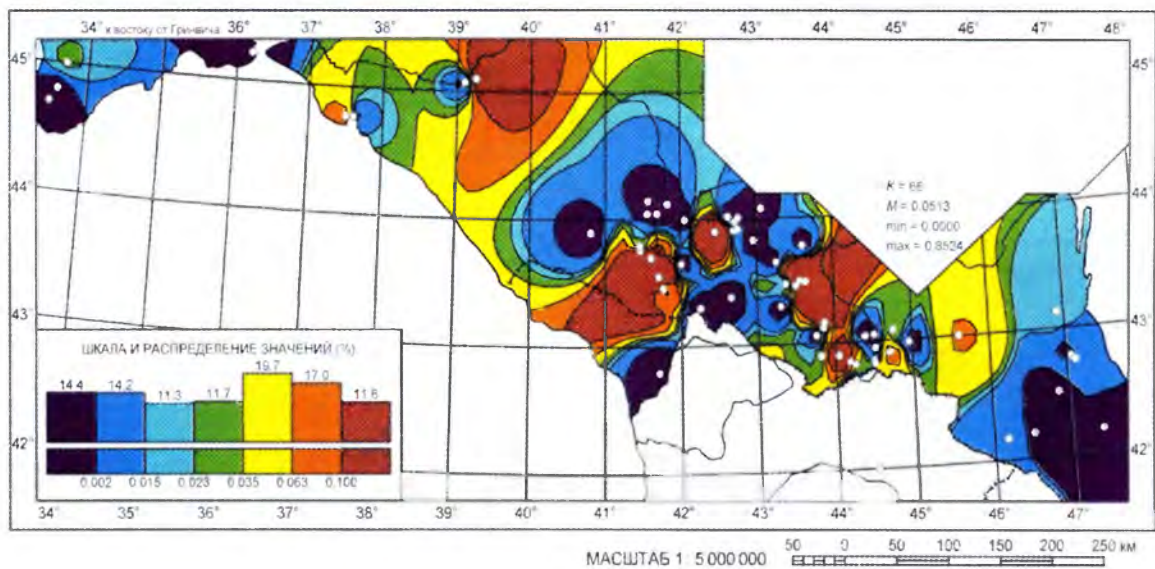 34° к востоку от Гринвича 36° 37° 38° 39° 40° 41° 42° 43° 44° 45° 46° 47° 48°
45° 45°
44° 44°
43° 43°
42° 42°
K = 66
M = 0.0513
min = 0.0000
max = 0.8524
ШКАЛА И РАСПРЕДЕЛЕНИЕ ЗНАЧЕНИЙ (%)
14.4 14.2 11.3 11.7 19.7 17.0 11.6
0.002 0.015 0.023 0.035 0.063 0.100
34° 35° 36° 37° 38° 39° 40° 41° 42° 43° 44° 45° 46° 47°
МАСШТАБ 1: 5 000 000 50 0 50 100 150 200 250 км